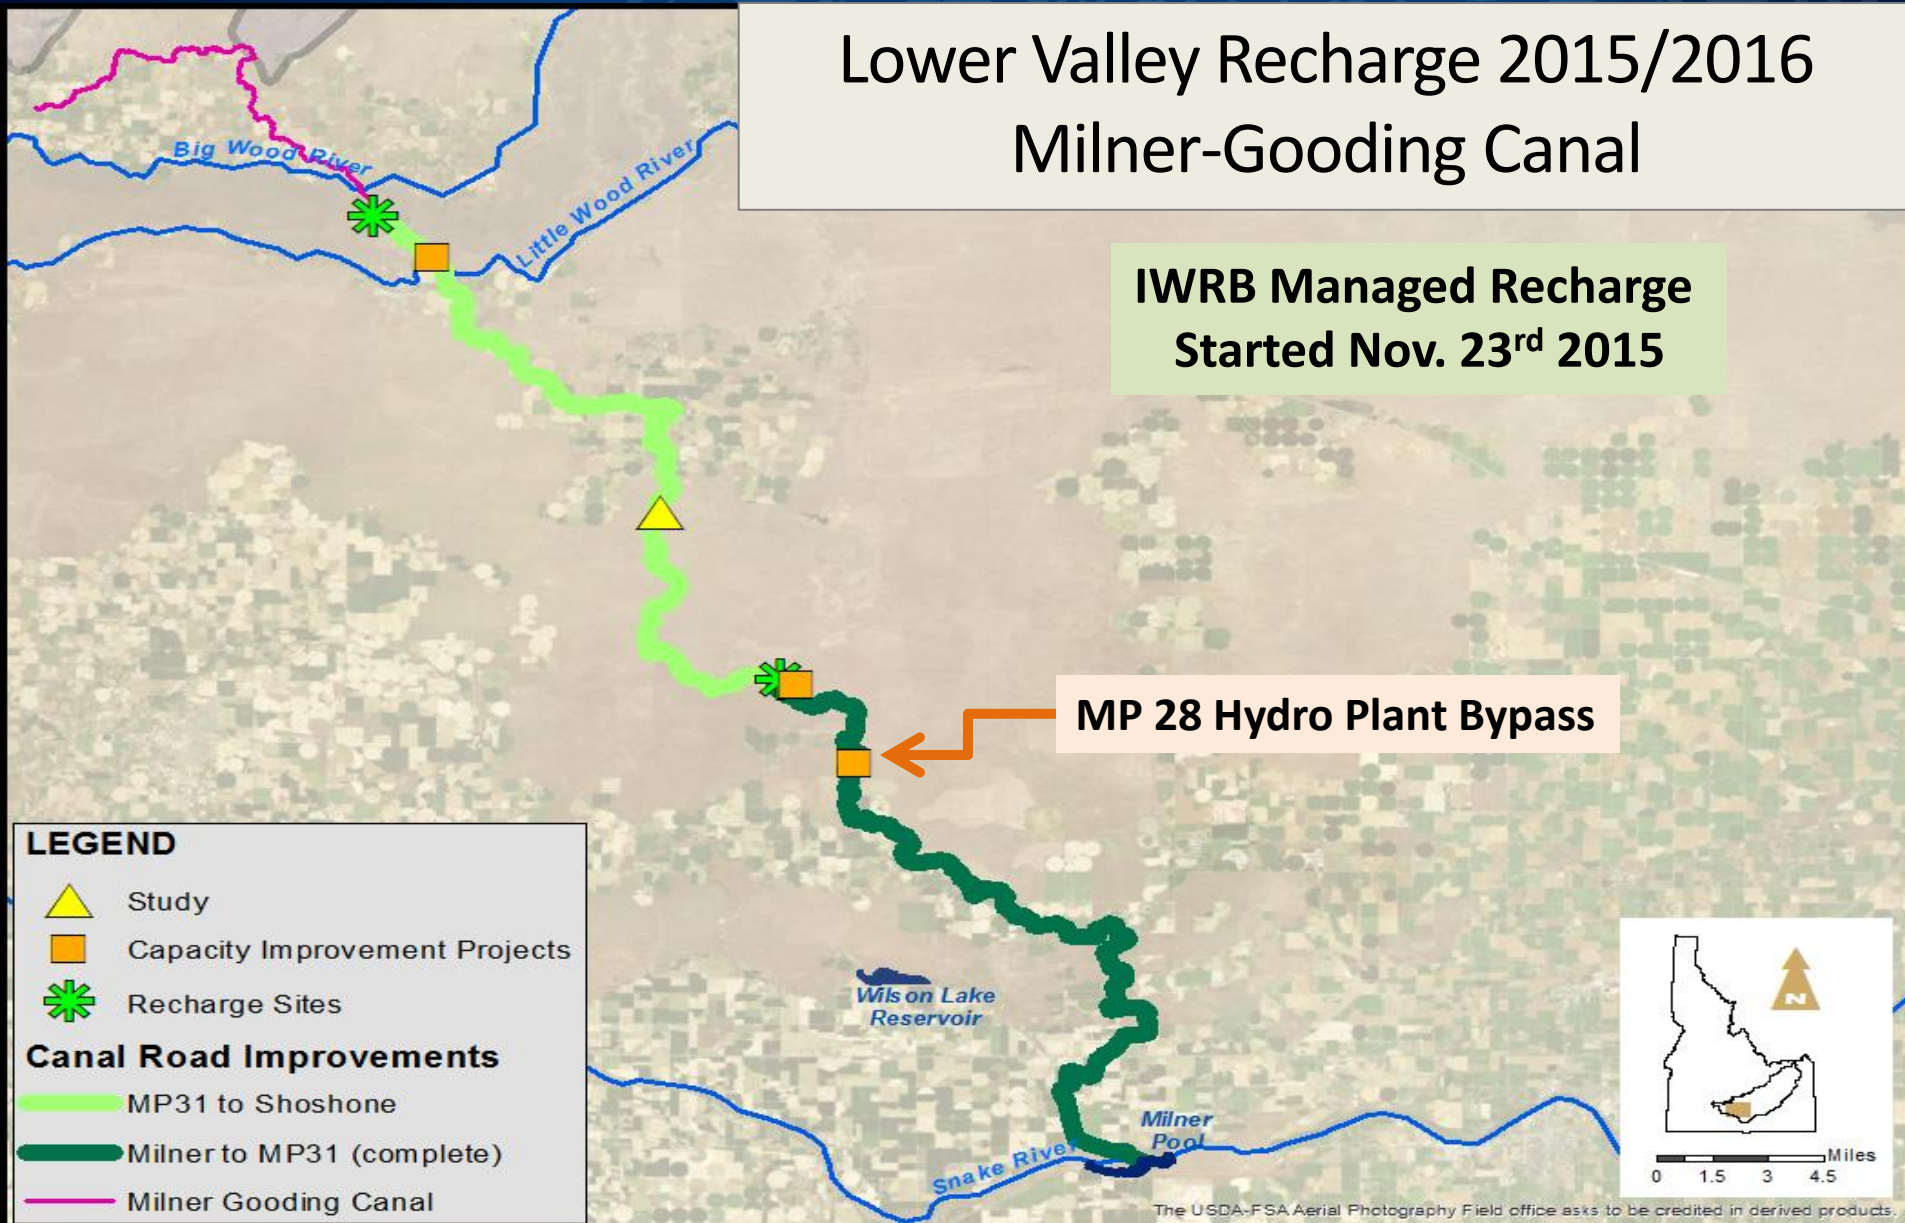 Lower Valley Recharge 2015/2016
Milner-Gooding Canal
Big Wood River
Little Wood River
IWRB Managed Recharge
Started Nov. 23rd 2015
MP 28 Hydro Plant Bypass
LEGEND
Study
Capacity Improvement Projects
Recharge Sites
Canal Road Improvements
MP31 to Shoshone
Milner to MP31 (complete)
Milner Gooding Canal
Wilson Lake
Reservoir
Milner
Pool
Snake River
N
Miles
0 1.5 3 4.5
The USDA-FSA Aerial Photography Field office asks to be credited in derived products.